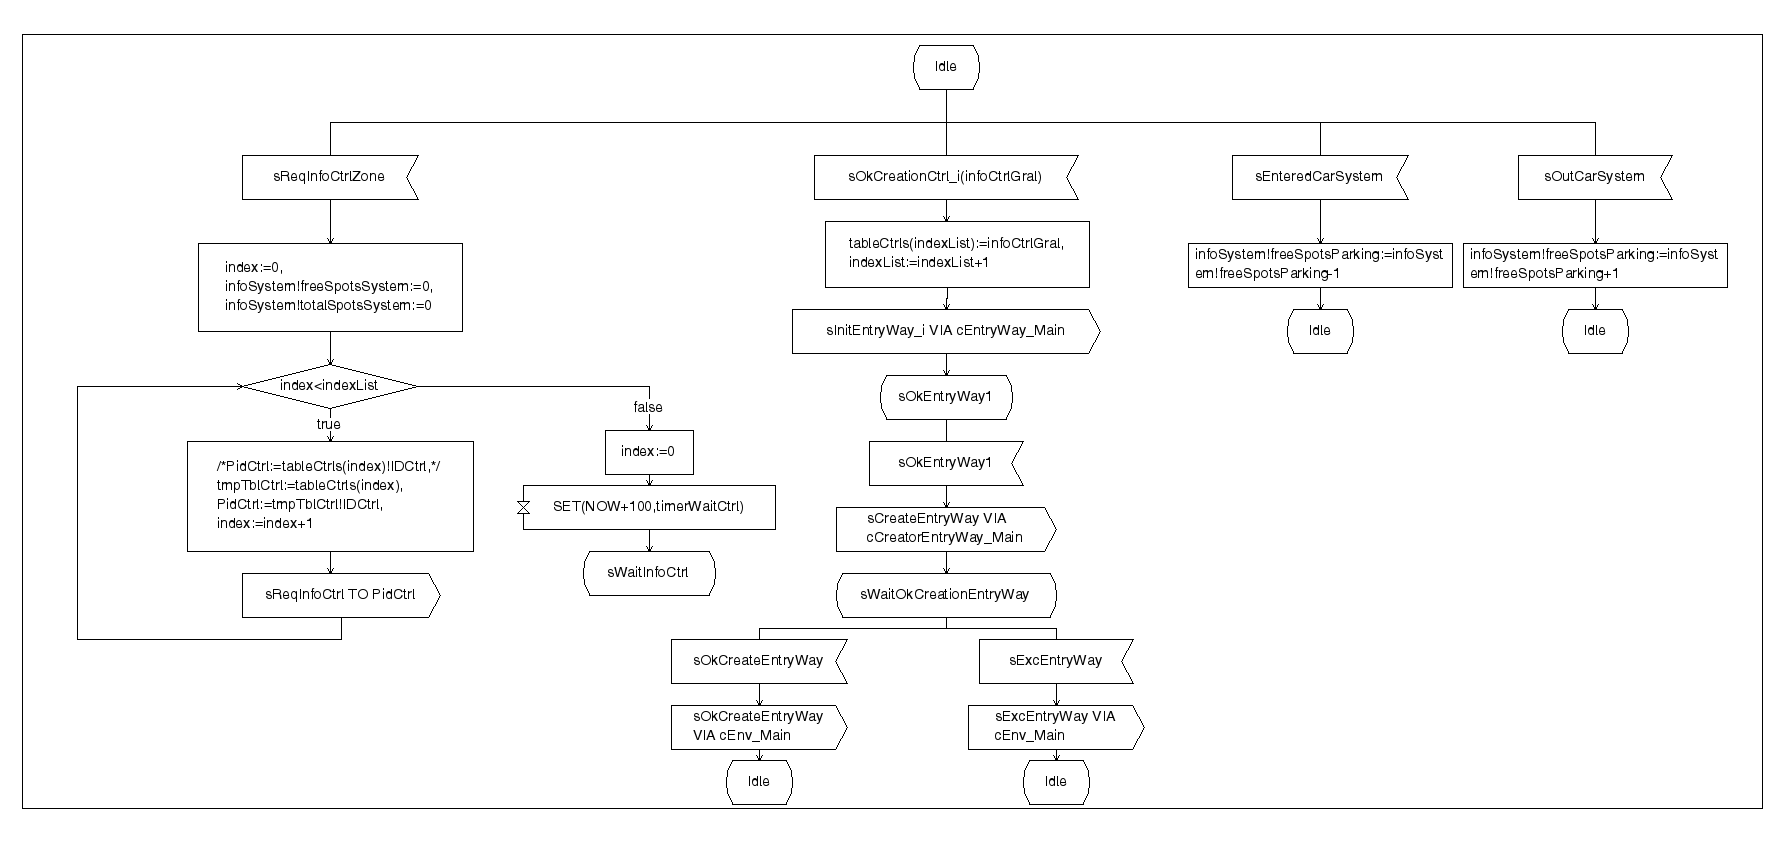 Idle
sReqInfoCtrlZone
index:=0,
infoSystem!freeSpotsSystem:=0,
infoSystem!totalSpotsSystem:=0
index<indexList
true
/*PidCtrl:=tableCtrls(index)!IDCtrl,*/
tmpTblCtrl:=tableCtrls(index),
PidCtrl:=tmpTblCtrl!IDCtrl,
index:=index+1
sReqInfoCtrl TO PidCtrl
false
index:=0
SET(NOW+100,timerWaitCtrl)
sWaitInfoCtrl
sOkCreationCtrl_i(infoCtrlGral)
tableCtrls(indexList):=infoCtrlGral,
indexList:=indexList+1
sInitEntryWay_i VIA cEntryWay_Main
sOkEntryWay1
sOkEntryWay1
sCreateEntryWay VIA
cCreatorEntryWay_Main
sWaitOkCreationEntryWay
sOkCreateEntryWay
sOkCreateEntryWay
VIA cEnv_Main
Idle
sExcEntryWay
sExcEntryWay VIA
cEnv_Main
Idle
sEnteredCarSystem
infoSystem!freeSpotsParking:=infoSyst
em!freeSpotsParking-1
Idle
sOutCarSystem
infoSystem!freeSpotsParking:=infoSyst
em!freeSpotsParking+1
Idle